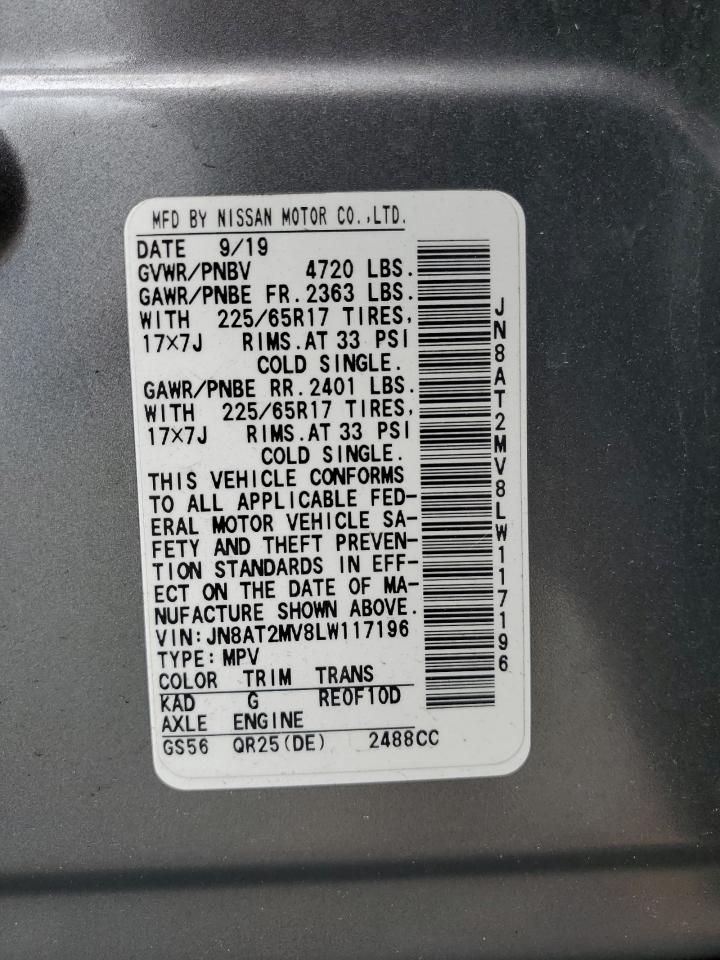 MFD BY NISSAN MOTOR CO.,LTD.
DATE 9/19
GVWR/PNBV 4720 LBS.
GAWR/PNBE FR.2363 LBS.
WITH 225/65R17 TIRES,
17×7J RIMS.AT 33 PSI
COLD SINGLE.
GAWR/PNBE RR.2401 LBS.
WITH 225/65R17 TIRES,
17×7J RIMS.AT 33 PSI
COLD SINGLE.
THIS VEHICLE CONFORMS
TO ALL APPLICABLE FED-
ERAL MOTOR VEHICLE SA-
FETY AND THEFT PREVEN-
TION STANDARDS IN EFF-
ECT ON THE DATE OF MA-
NUFACTURE SHOWN ABOVE.
VIN:JN8AT2MV8LW117196
TYPE:MPV
COLOR TRIM TRANS
KAD G RE0F10D
AXLE ENGINE
GS56 QR25(DE) 2488CC
JN8AT2MV8LW117196